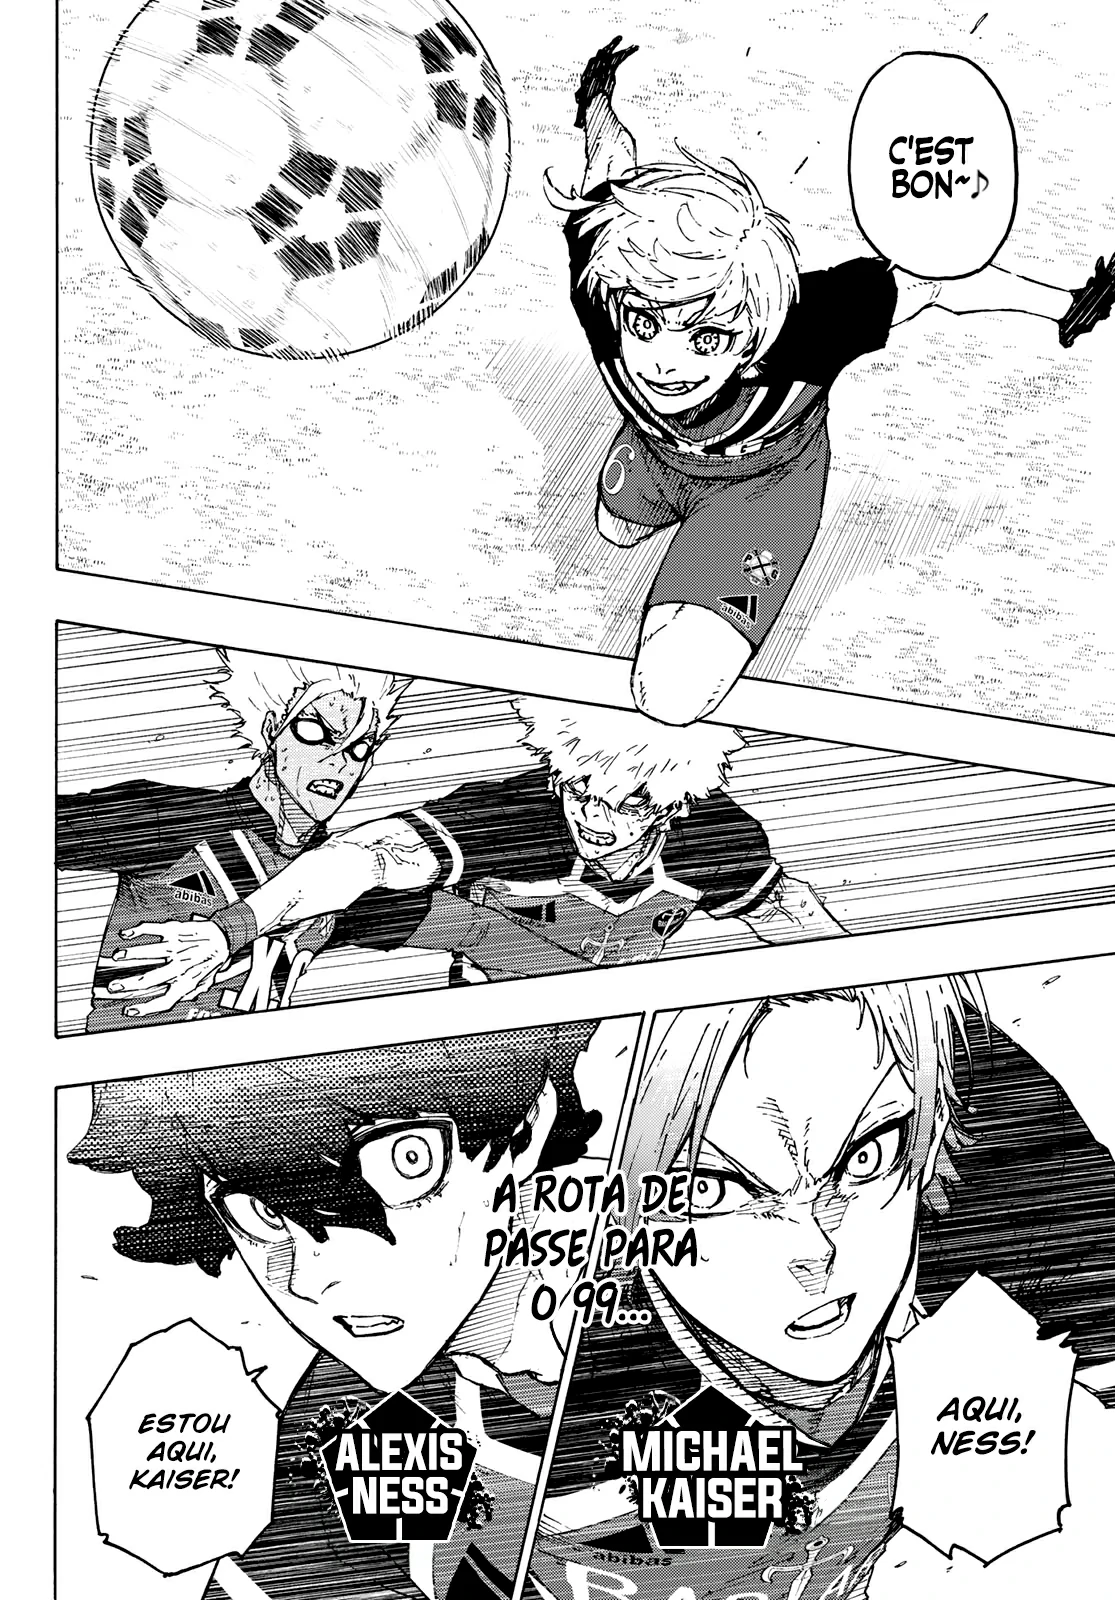 C'EST
BON~♪
6
P X G
abibas
abibas
A ROTA DE
PASSE PARA
O 99...
AQUI,
NESS!
ESTOU
AQUI,
KAISER!
ALEXIS
NESS
MICHAEL
KAISER
abibas